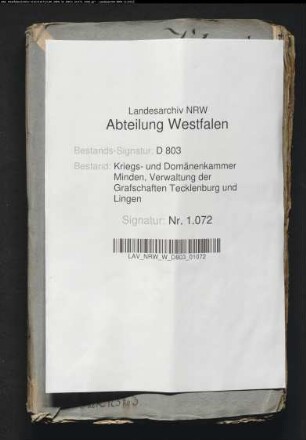 Landesarchiv NRW
Abteilung Westfalen
Bestands-Signatur: D 803
Bestand: Kriegs- und Domänenkammer
Minden, Verwaltung der
Grafschaften Tecklenburg und
Lingen
Signatur: Nr. 1.072
LAV_NRW_W_D803_01072